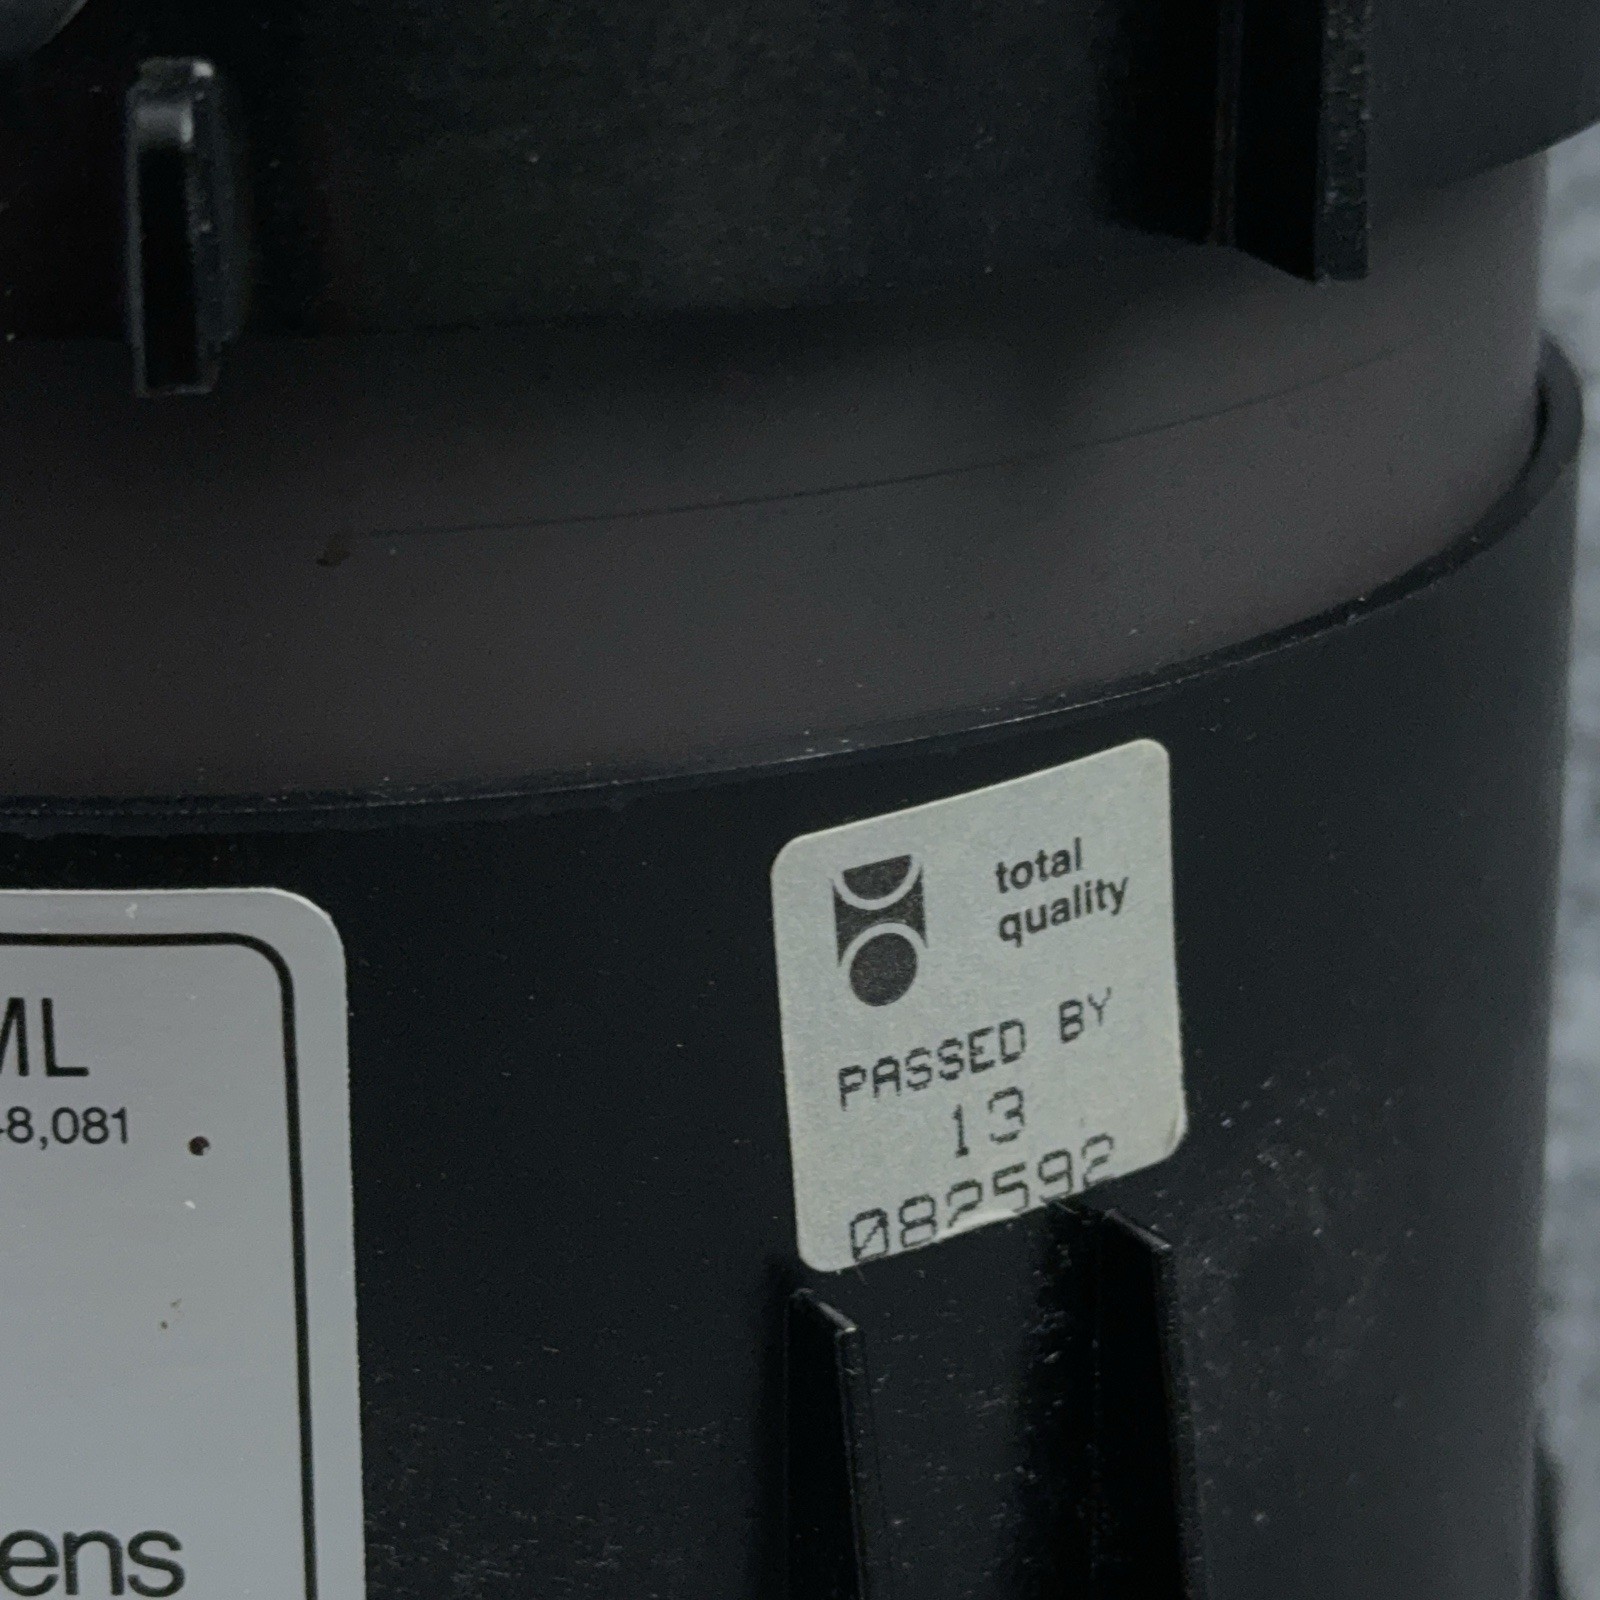 total
quality
PASSED BY
13
082592
ML
8,081
ens